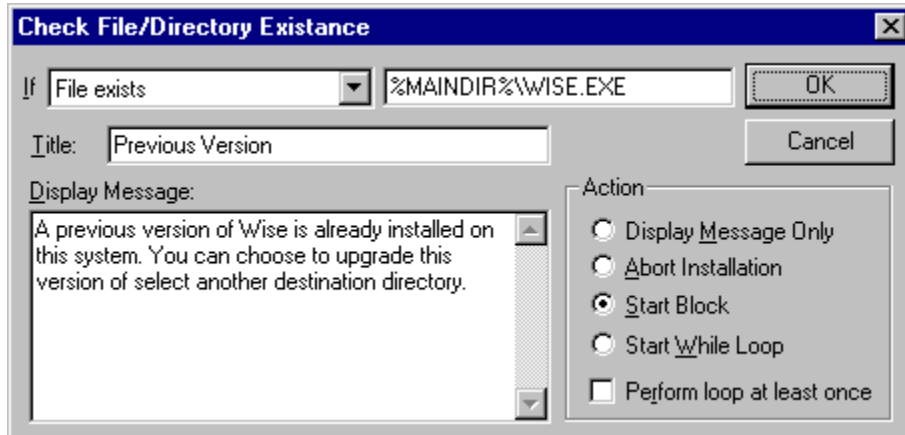 Check File/Directory Existance
If File exists %MAINDIR%\WISE.EXE OK
Title: Previous Version Cancel
Display Message:
A previous version of Wise is already installed on
this system. You can choose to upgrade this
version of select another destination directory.
Action
Display Message Only
Abort Installation
Start Block
Start While Loop
Perform loop at least once